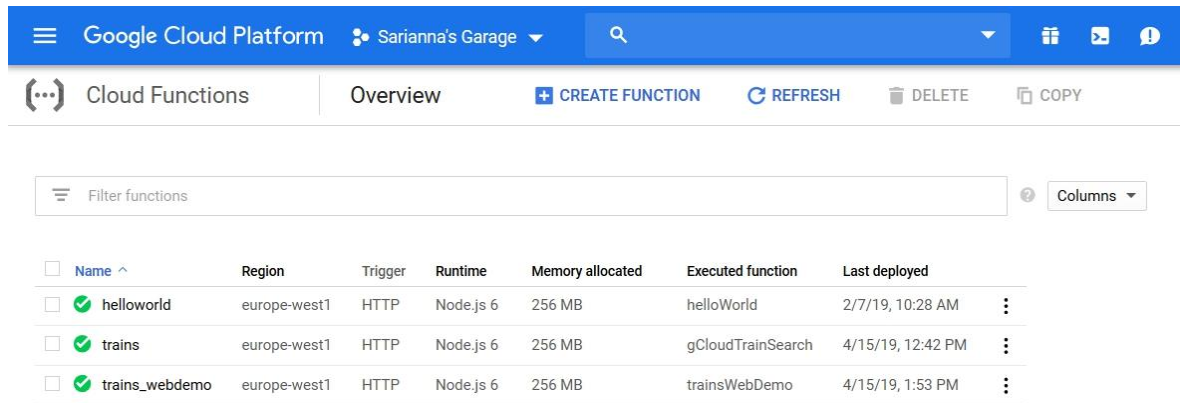 Google Cloud Platform Sarianna's Garage
Cloud Functions Overview CREATE FUNCTION REFRESH DELETE COPY
Filter functions Columns
Name Region Trigger Runtime Memory allocated Executed function Last deployed
helloworld europe-west1 HTTP Node.js 6 256 MB helloWorld 2/7/19, 10:28 AM
trains europe-west1 HTTP Node.js 6 256 MB gCloudTrainSearch 4/15/19, 12:42 PM
trains_webdemo europe-west1 HTTP Node.js 6 256 MB trainsWebDemo 4/15/19, 1:53 PM